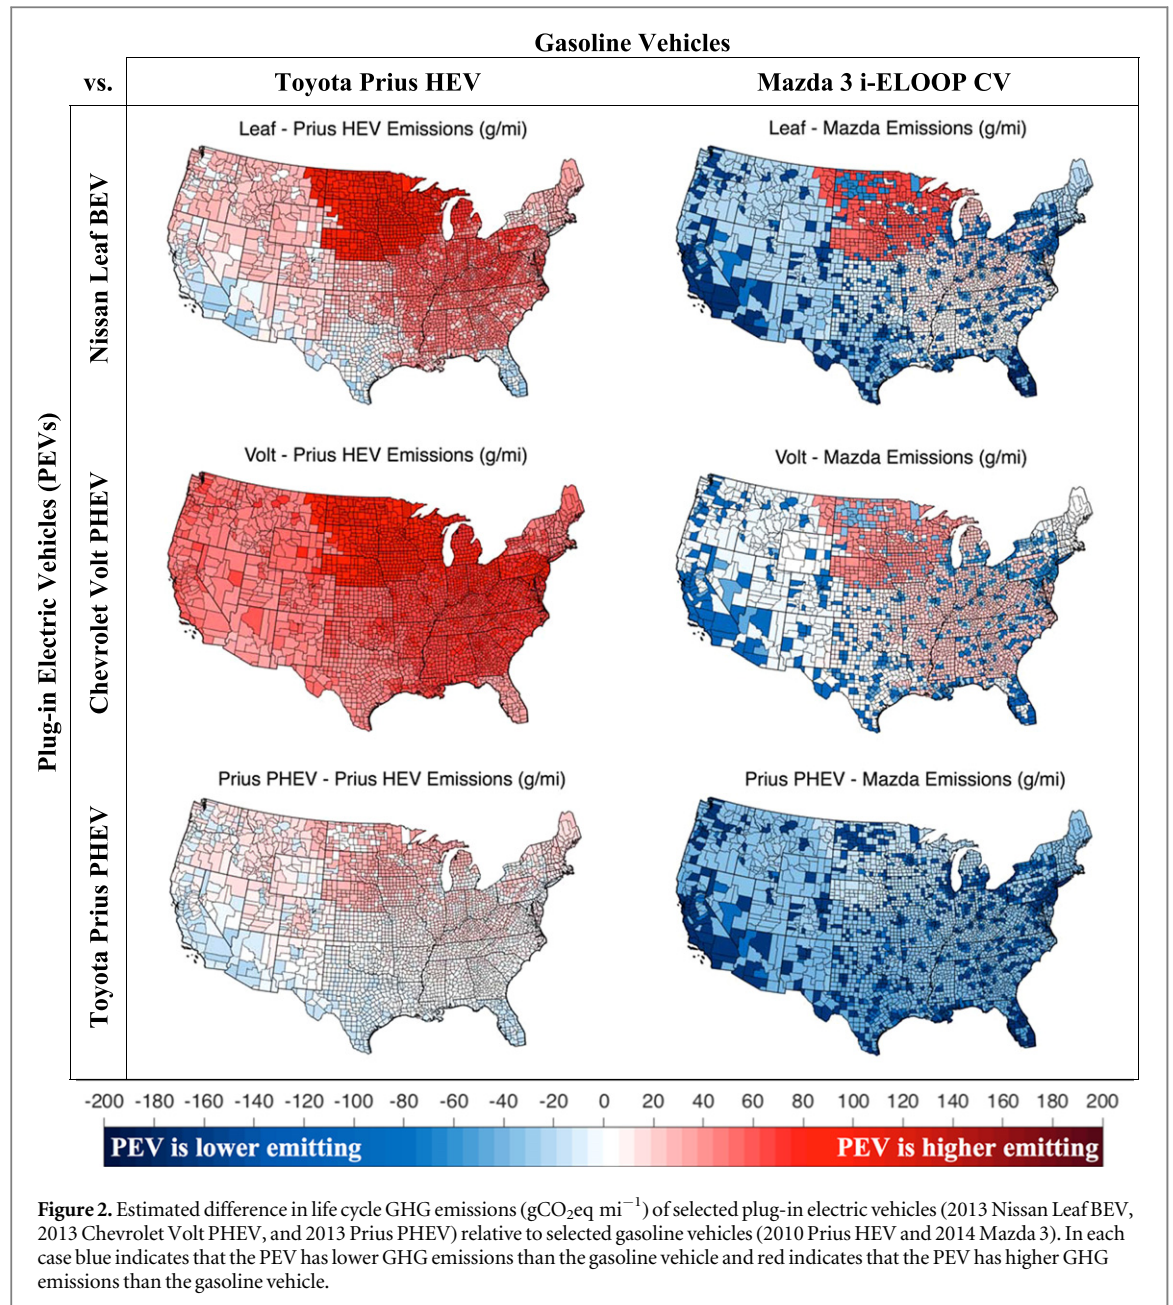 Gasoline Vehicles
vs.
Toyota Prius HEV
Mazda 3 i-ELOOP CV
Plug-in Electric Vehicles (PEVs)
Nissan Leaf BEV
Leaf - Prius HEV Emissions (g/mi)
Leaf - Mazda Emissions (g/mi)
Chevrolet Volt PHEV
Volt - Prius HEV Emissions (g/mi)
Volt - Mazda Emissions (g/mi)
Toyota Prius PHEV
Prius PHEV - Prius HEV Emissions (g/mi)
Prius PHEV - Mazda Emissions (g/mi)
-200 -180 -160 -140 -120 -100 -80 -60 -40 -20 0 20 40 60 80 100 120 140 160 180 200
PEV is lower emitting
PEV is higher emitting
Figure 2. Estimated difference in life cycle GHG emissions (gCO₂eq mi⁻¹) of selected plug-in electric vehicles (2013 Nissan Leaf BEV,
2013 Chevrolet Volt PHEV, and 2013 Prius PHEV) relative to selected gasoline vehicles (2010 Prius HEV and 2014 Mazda 3). In each
case blue indicates that the PEV has lower GHG emissions than the gasoline vehicle and red indicates that the PEV has higher GHG
emissions than the gasoline vehicle.